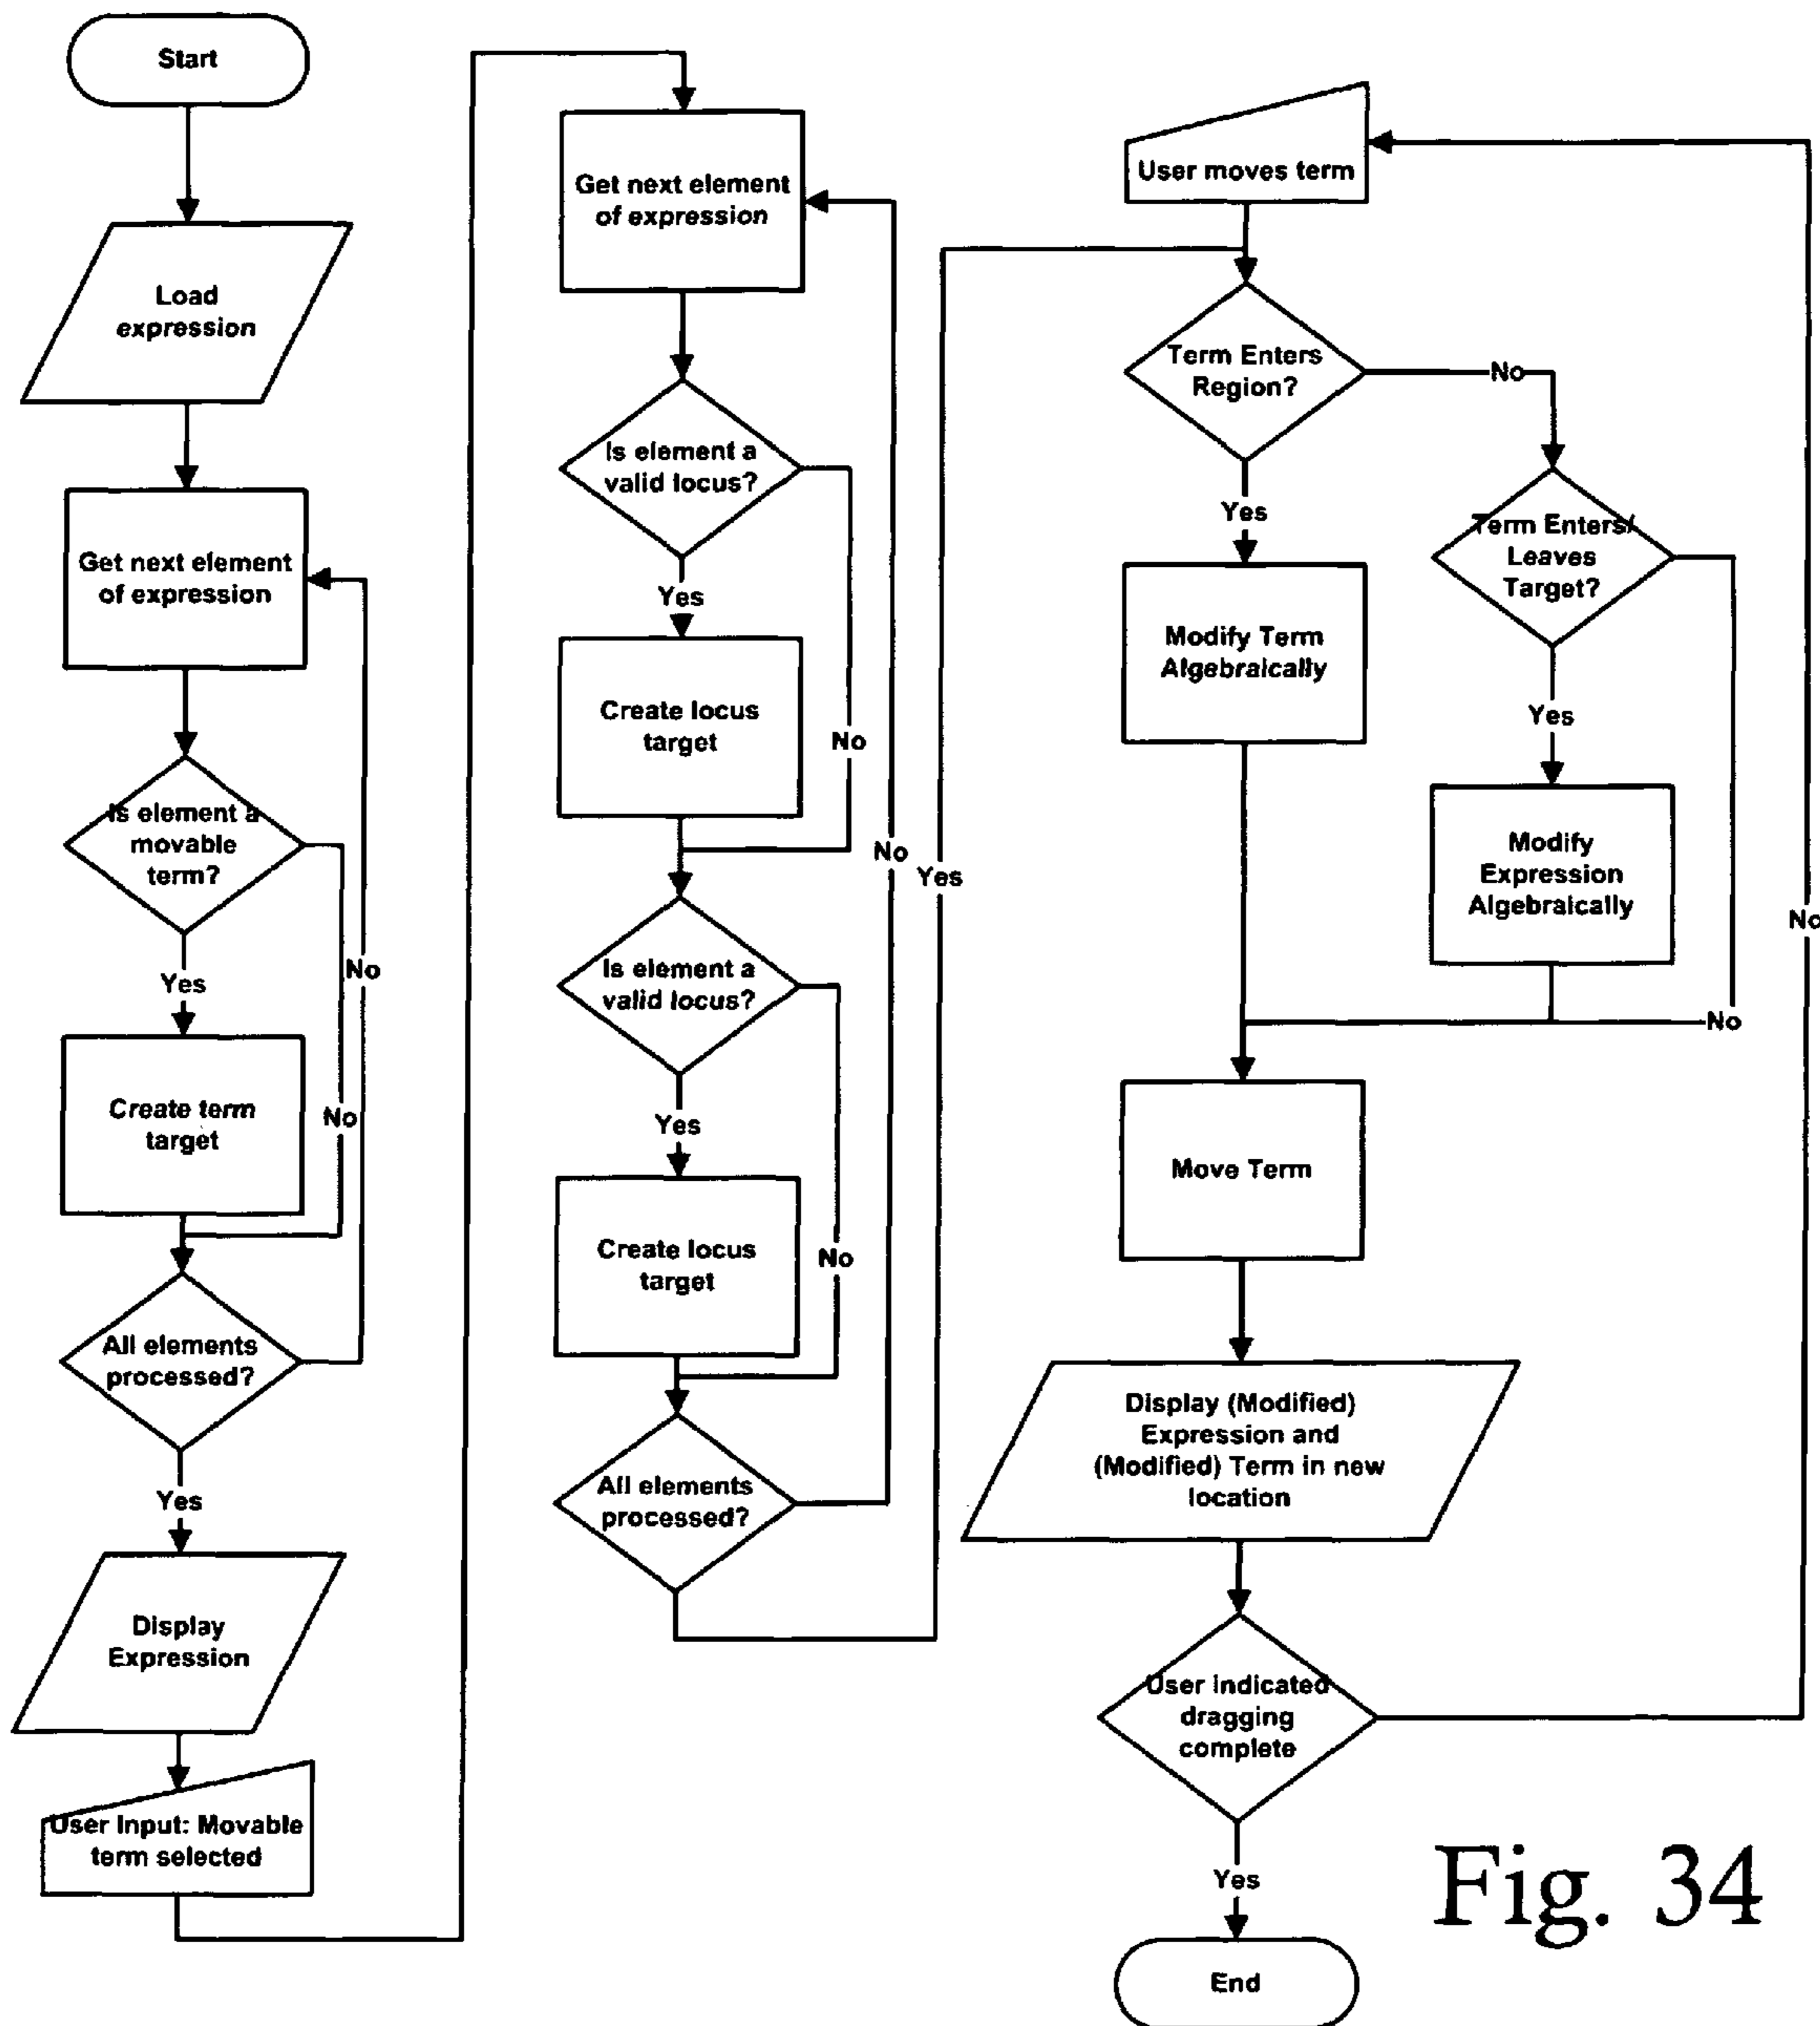 Start
Load
expression
Get next element
of expression
Is element a
movable
term?
No
Yes
No
Create term
target
All elements
processed?
Yes
Display
Expression
User Input: Movable
term selected
Get next element
of expression
Is element a
valid locus?
Yes
Create locus
target
No
No
Yes
Is element a
valid locus?
Yes
Create locus
target
No
All elements
processed?
User moves term
Term Enters
Region?
No
Yes
Term Enters/
Leaves
Target?
Modify Term
Algebraically
Yes
Modify
Expression
Algebraically
No
No
Move Term
Display (Modified)
Expression and
(Modified) Term in new
location
User indicated
dragging
complete
Yes
End
Fig. 34